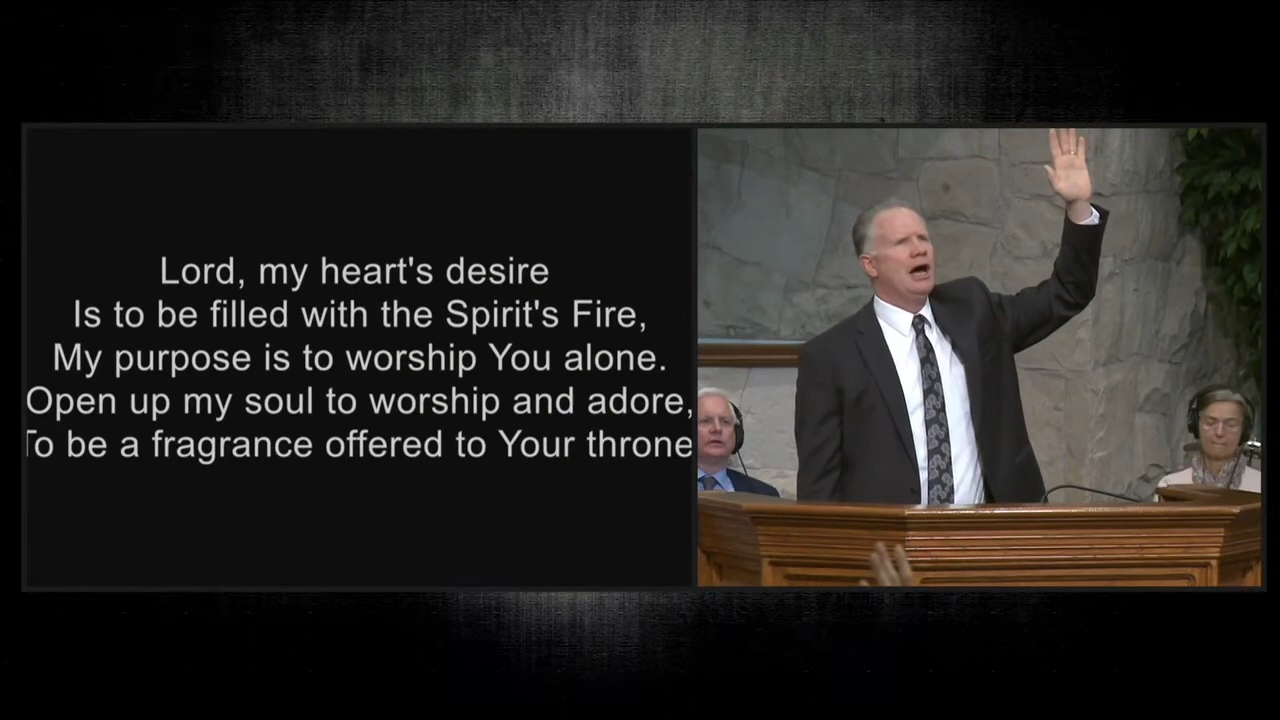 Lord, my heart's desire
Is to be filled with the Spirit's Fire,
My purpose is to worship You alone.
Open up my soul to worship and adore,
To be a fragrance offered to Your throne